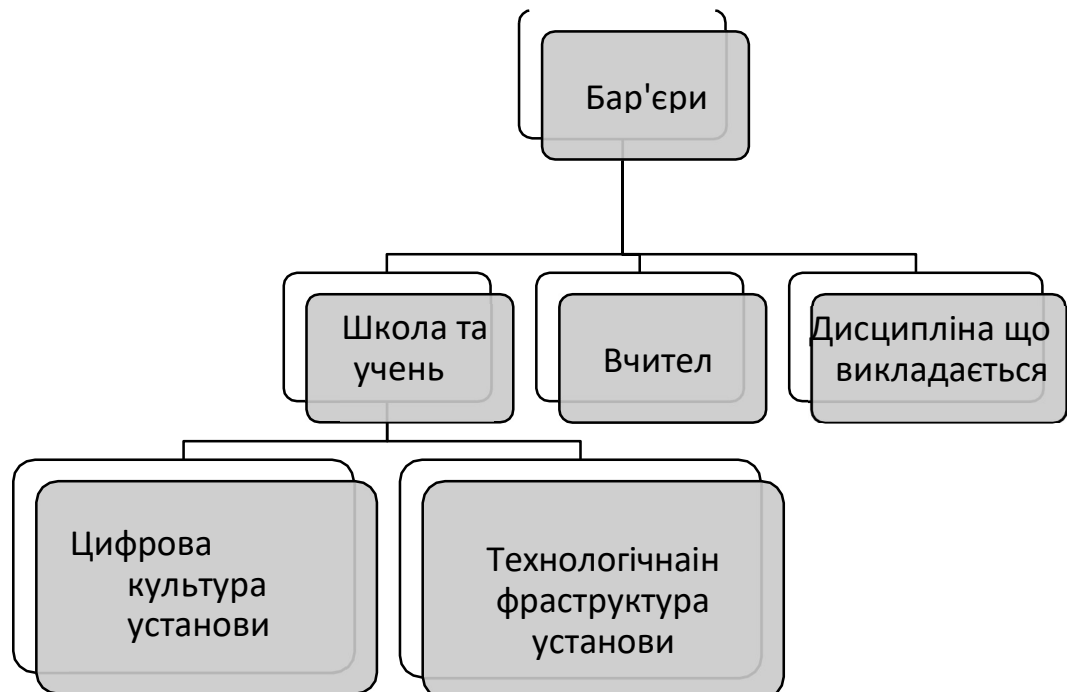 Бар'єри
Школа та
учень
Вчител
Дисципліна що
викладається
Цифрова
культура
установи
Технологічнаін
фраструктура
установи